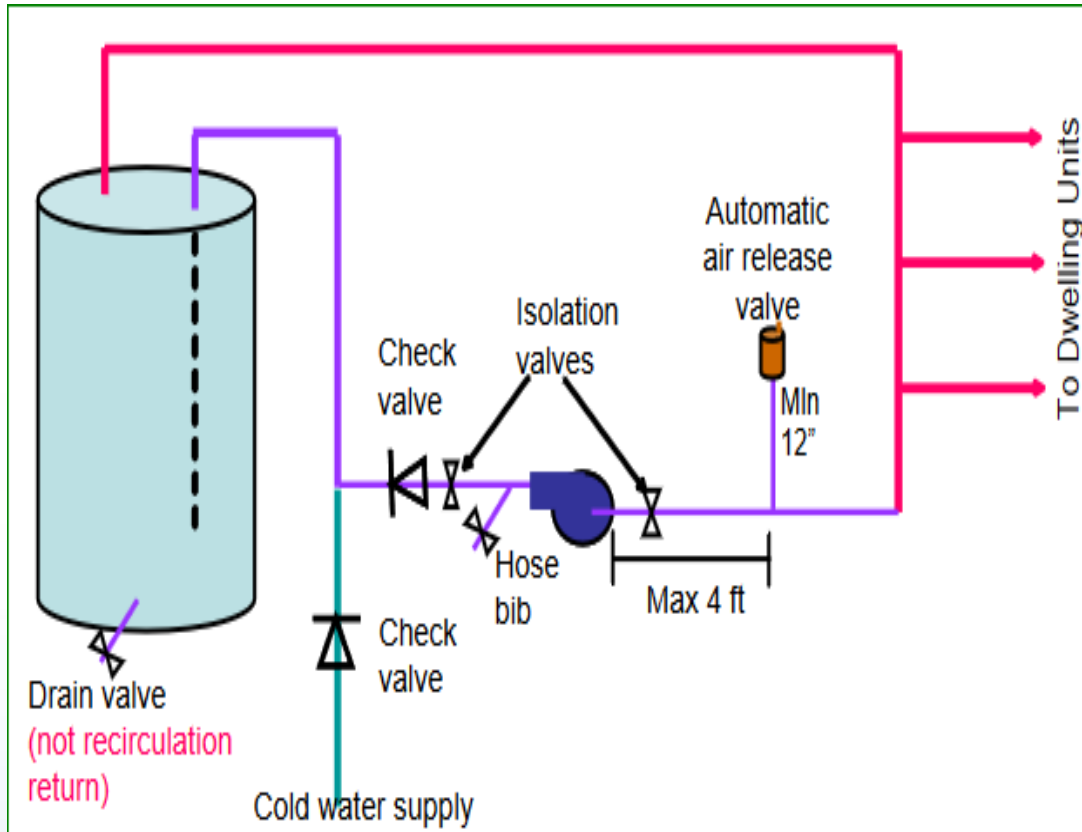 To Dwelling Units
Automatic
air release
valve
Isolation
valves
Check
valve
MIn
12”
Hose
bib
Max 4 ft
Check
valve
Drain valve
(not recirculation
return)
Cold water supply